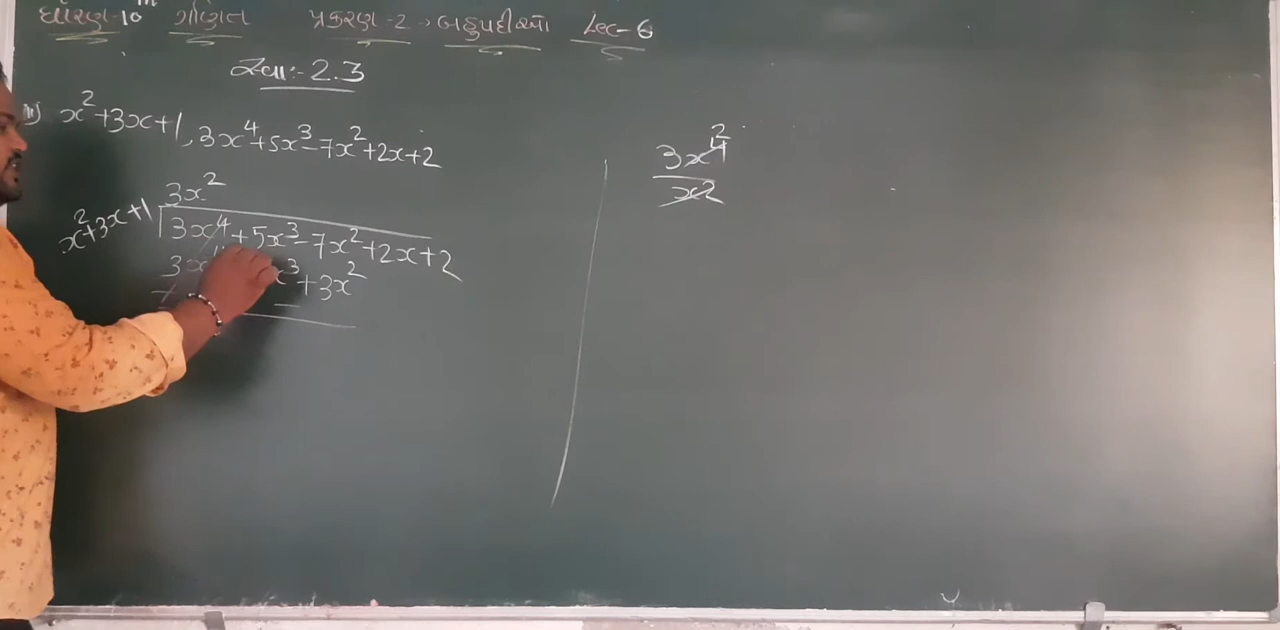 ધોરણ-10 ગણિત પ્રકરણ-2 → બહુપદીઓ Lec-6
સ્વા:-2.3
x²+3x+1, 3x⁴+5x³-7x²+2x+2
3x²
x²+3x+1 3x⁴+5x³-7x²+2x+2
+3x²
3x⁴ 2
x²